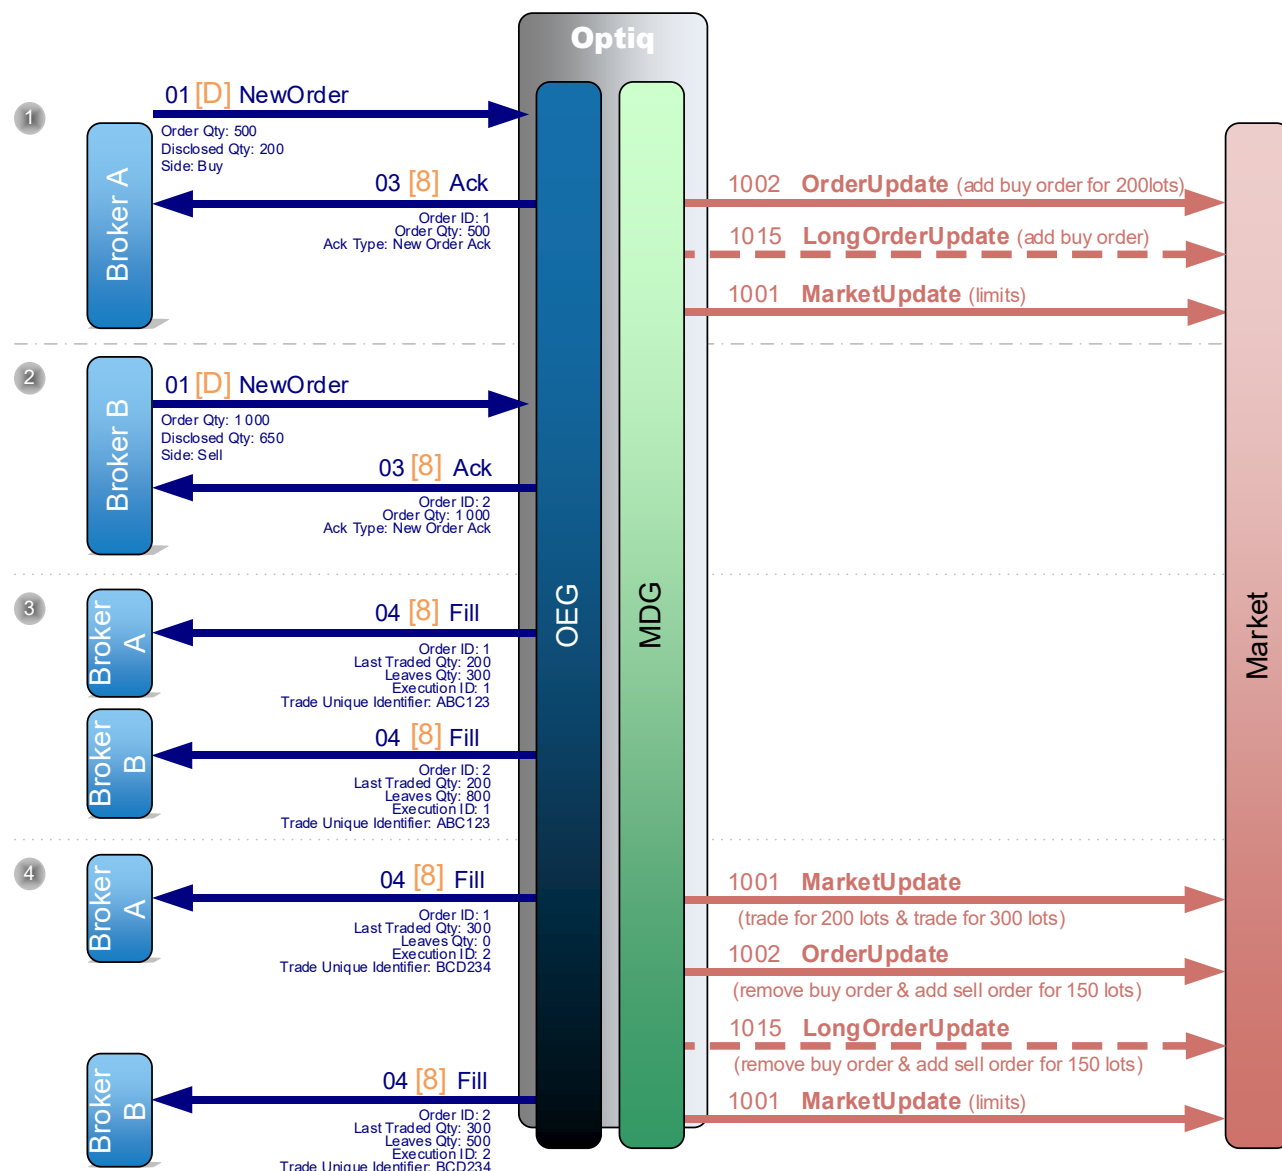 Optiq
1
01 [D] NewOrder
Order Qty: 500
Disclosed Qty: 200
Side: Buy
Broker A
03 [8] Ack
Order ID: 1
Order Qty: 500
Ack Type: New Order Ack
1002 OrderUpdate (add buy order for 200lots)
1015 LongOrderUpdate (add buy order)
1001 MarketUpdate (limits)
2
01 [D] NewOrder
Order Qty: 1 000
Disclosed Qty: 650
Side: Sell
Broker B
03 [8] Ack
Order ID: 2
Order Qty: 1 000
Ack Type: New Order Ack
OEG
MDG
Market
3
Broker A
04 [8] Fill
Order ID: 1
Last Traded Qty: 200
Leaves Qty: 300
Execution ID: 1
Trade Unique Identifier: ABC123
Broker B
04 [8] Fill
Order ID: 2
Last Traded Qty: 200
Leaves Qty: 800
Execution ID: 1
Trade Unique Identifier: ABC123
4
Broker A
04 [8] Fill
Order ID: 1
Last Traded Qty: 300
Leaves Qty: 0
Execution ID: 2
Trade Unique Identifier: BCD234
1001 MarketUpdate
(trade for 200 lots & trade for 300 lots)
1002 OrderUpdate
(remove buy order & add sell order for 150 lots)
1015 LongOrderUpdate
(remove buy order & add sell order for 150 lots)
1001 MarketUpdate (limits)
Broker B
04 [8] Fill
Order ID: 2
Last Traded Qty: 300
Leaves Qty: 500
Execution ID: 2
Trade Unique Identifier: BCD234